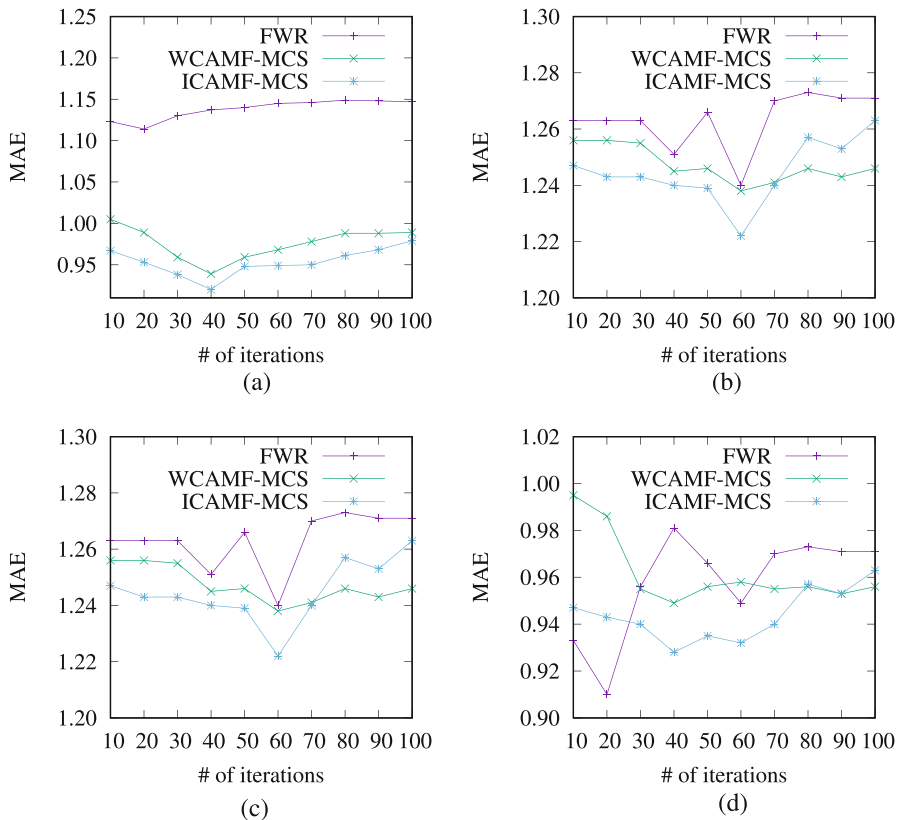 1.25
1.20
1.15
1.10
1.05
1.00
0.95
MAE
FWR
WCAMF-MCS
ICAMF-MCS
10 20 30 40 50 60 70 80 90 100
# of iterations
(a)
1.30
1.28
1.26
1.24
1.22
1.20
MAE
FWR
WCAMF-MCS
ICAMF-MCS
10 20 30 40 50 60 70 80 90 100
# of iterations
(b)
1.30
1.28
1.26
1.24
1.22
1.20
MAE
FWR
WCAMF-MCS
ICAMF-MCS
10 20 30 40 50 60 70 80 90 100
# of iterations
(c)
1.02
1.00
0.98
0.96
0.94
0.92
0.90
MAE
FWR
WCAMF-MCS
ICAMF-MCS
10 20 30 40 50 60 70 80 90 100
# of iterations
(d)